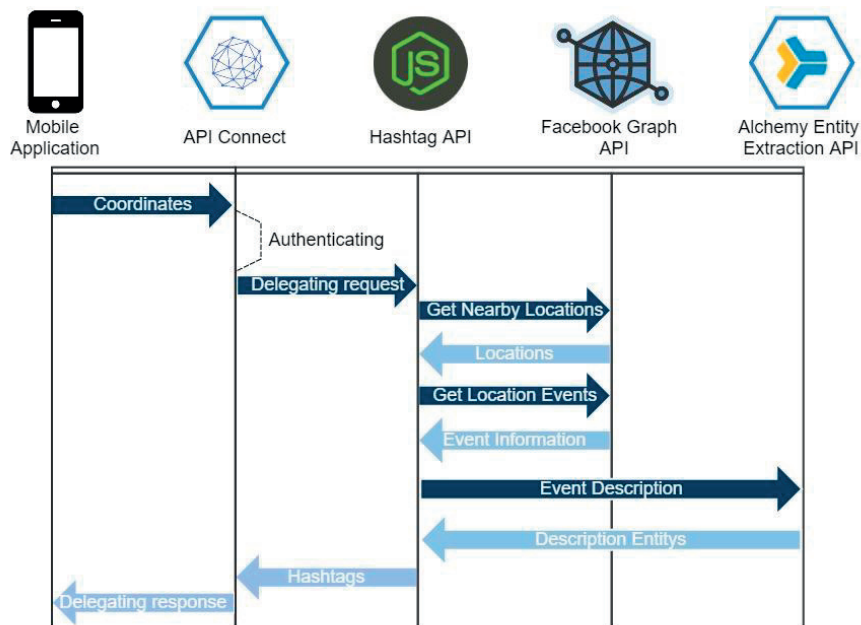 Mobile
Application
API Connect
Hashtag API
Facebook Graph
API
Alchemy Entity
Extraction API
JS
Coordinates
Authenticating
Delegating request
Get Nearby Locations
Locations
Get Location Events
Event Information
Event Description
Description Entitys
Hashtags
Delegating response